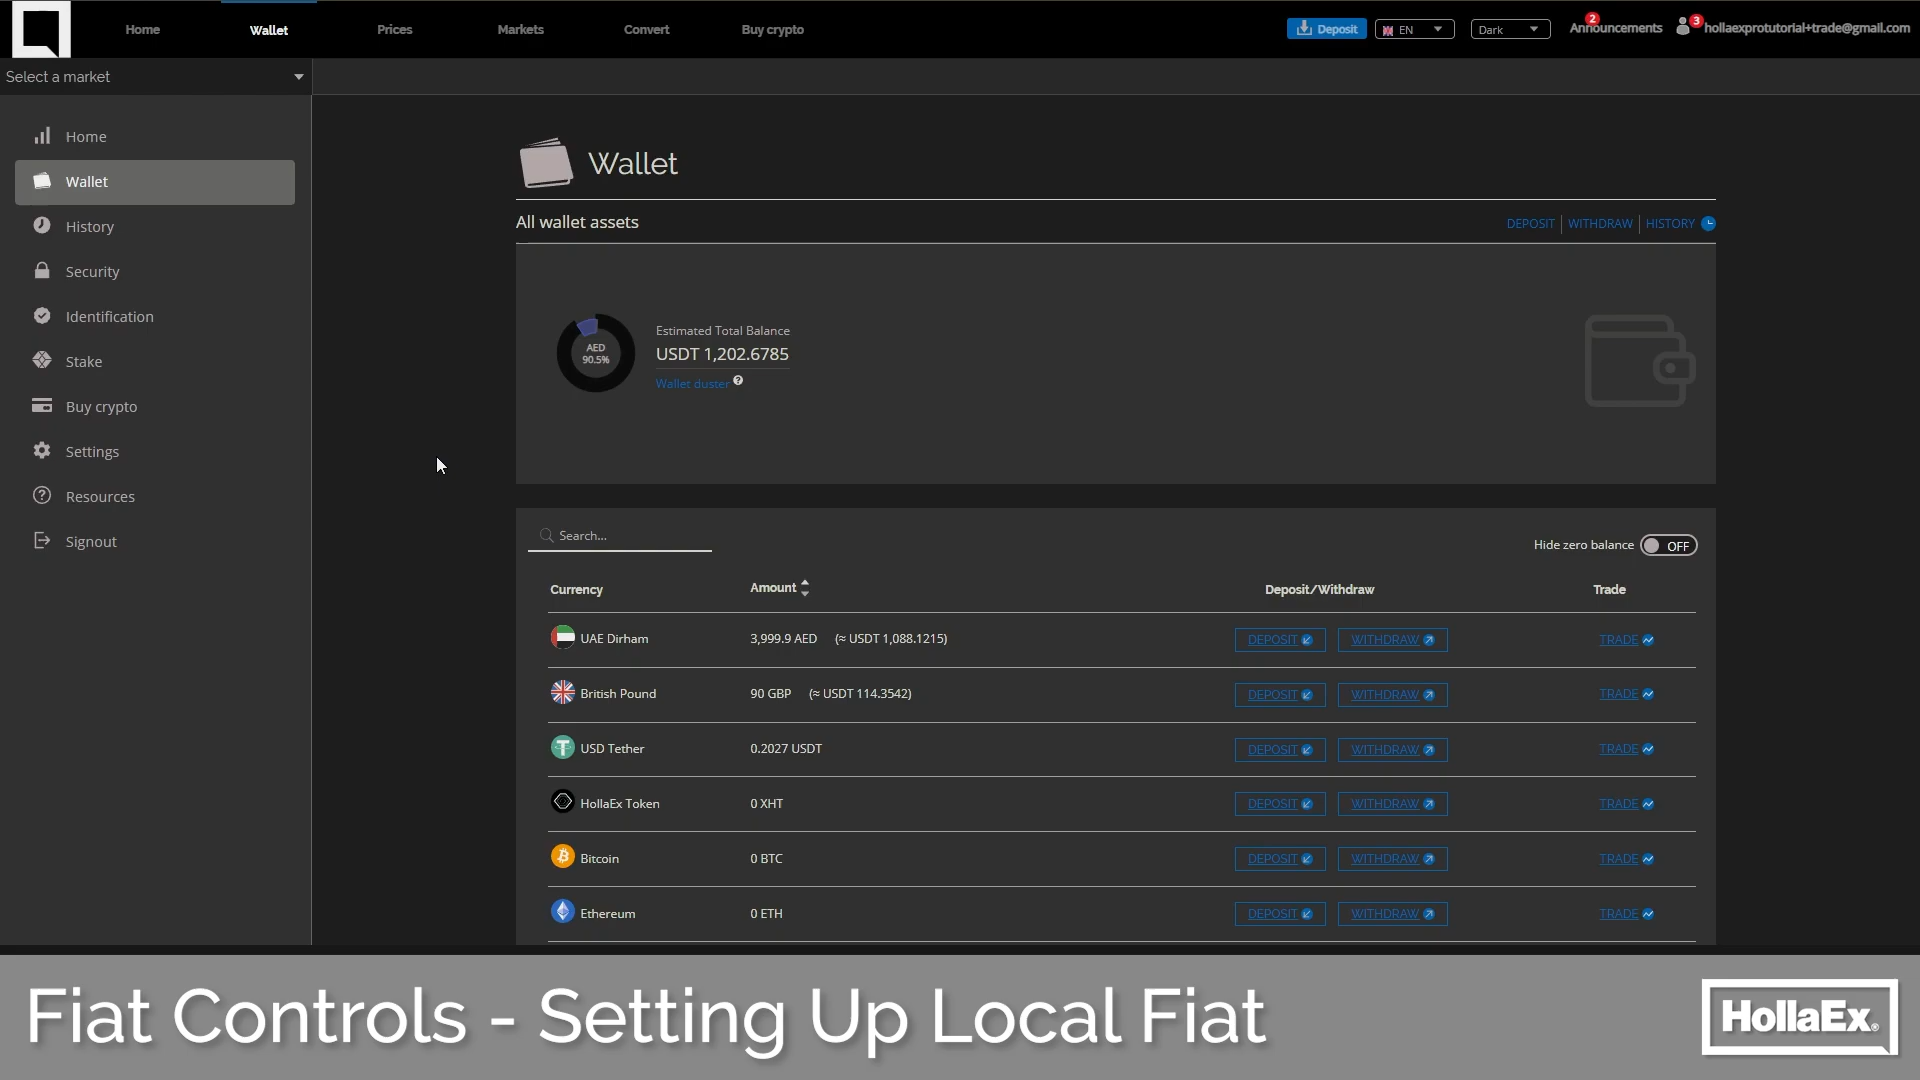 Home
Wallet
Prices
Markets
Convert
Buy crypto
Deposit
EN
Dark
2
Announcements
3
hollaexprotutorial+trade@gmail.com
Select a market
Home
Wallet
History
Security
Identification
Stake
Buy crypto
Settings
Resources
Signout
Wallet
All wallet assets
DEPOSIT
WITHDRAW
HISTORY
AED
90.5%
Estimated Total Balance
USDT 1,202.6785
Wallet duster ?
Search...
Hide zero balance OFF
Currency Amount Deposit/Withdraw Trade
UAE Dirham 3,999.9 AED (≈ USDT 1,088.1215) DEPOSIT WITHDRAW TRADE
British Pound 90 GBP (≈ USDT 114.3542) DEPOSIT WITHDRAW TRADE
USD Tether 0.2027 USDT DEPOSIT WITHDRAW TRADE
HollaEx Token 0 XHT DEPOSIT WITHDRAW TRADE
Bitcoin 0 BTC DEPOSIT WITHDRAW TRADE
Ethereum 0 ETH DEPOSIT WITHDRAW TRADE
Fiat Controls - Setting Up Local Fiat
HollaEx®